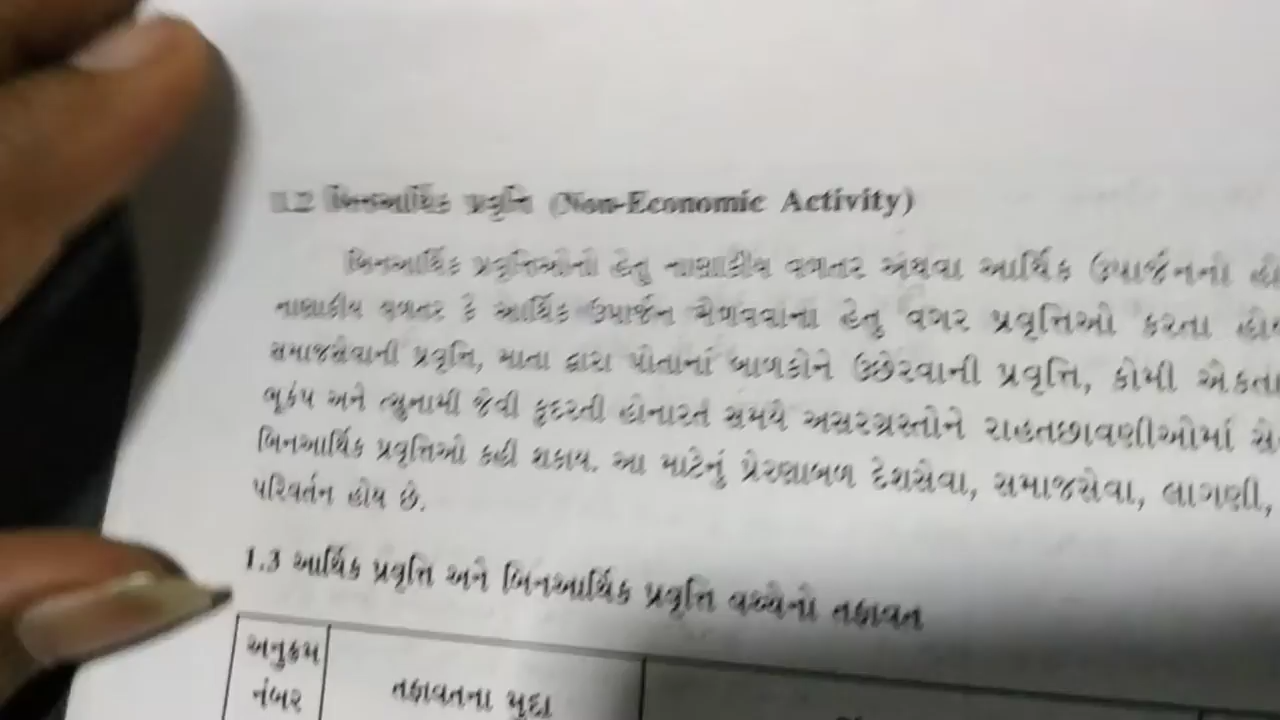 1.2 બિનઆર્થિક પ્રવૃત્તિ (Non-Economic Activity)
બિનઆર્થિક પ્રવૃત્તિઓનો હેતુ નાણાકીય વળતર અથવા આર્થિક ઉપાર્જનનો
નાણાકીય વળતર કે આર્થિક ઉપાર્જન મેળવવાના હેતુ વગર પ્રવૃત્તિઓ કરતા
સમાજસેવાની પ્રવૃત્તિ, માતા દ્વારા પોતાનાં બાળકોને ઉછેરવાની પ્રવૃત્તિ, કોમી એકતા
ભૂકંપ અને ત્સુનામી જેવી કુદરતી હોનારત સમયે અસરગ્રસ્તોને રાહતછાવણીઓમાં
બિનઆર્થિક પ્રવૃત્તિઓ કહી શકાય. આ માટેનું પ્રેરણાબળ દેશસેવા, સમાજસેવા, લાગણી,
પરિવર્તન હોય છે.
1.3 આર્થિક પ્રવૃત્તિ અને બિનઆર્થિક પ્રવૃત્તિ વચ્ચેનો તફાવત
અનુક્રમ
નંબર
તફાવતના મુદ્દા